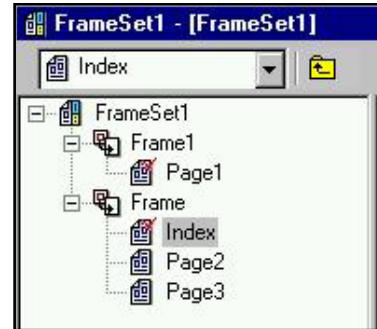 FrameSet1 - [FrameSet1]
Index
FrameSet1
Frame1
Page1
Frame
Index
Page2
Page3